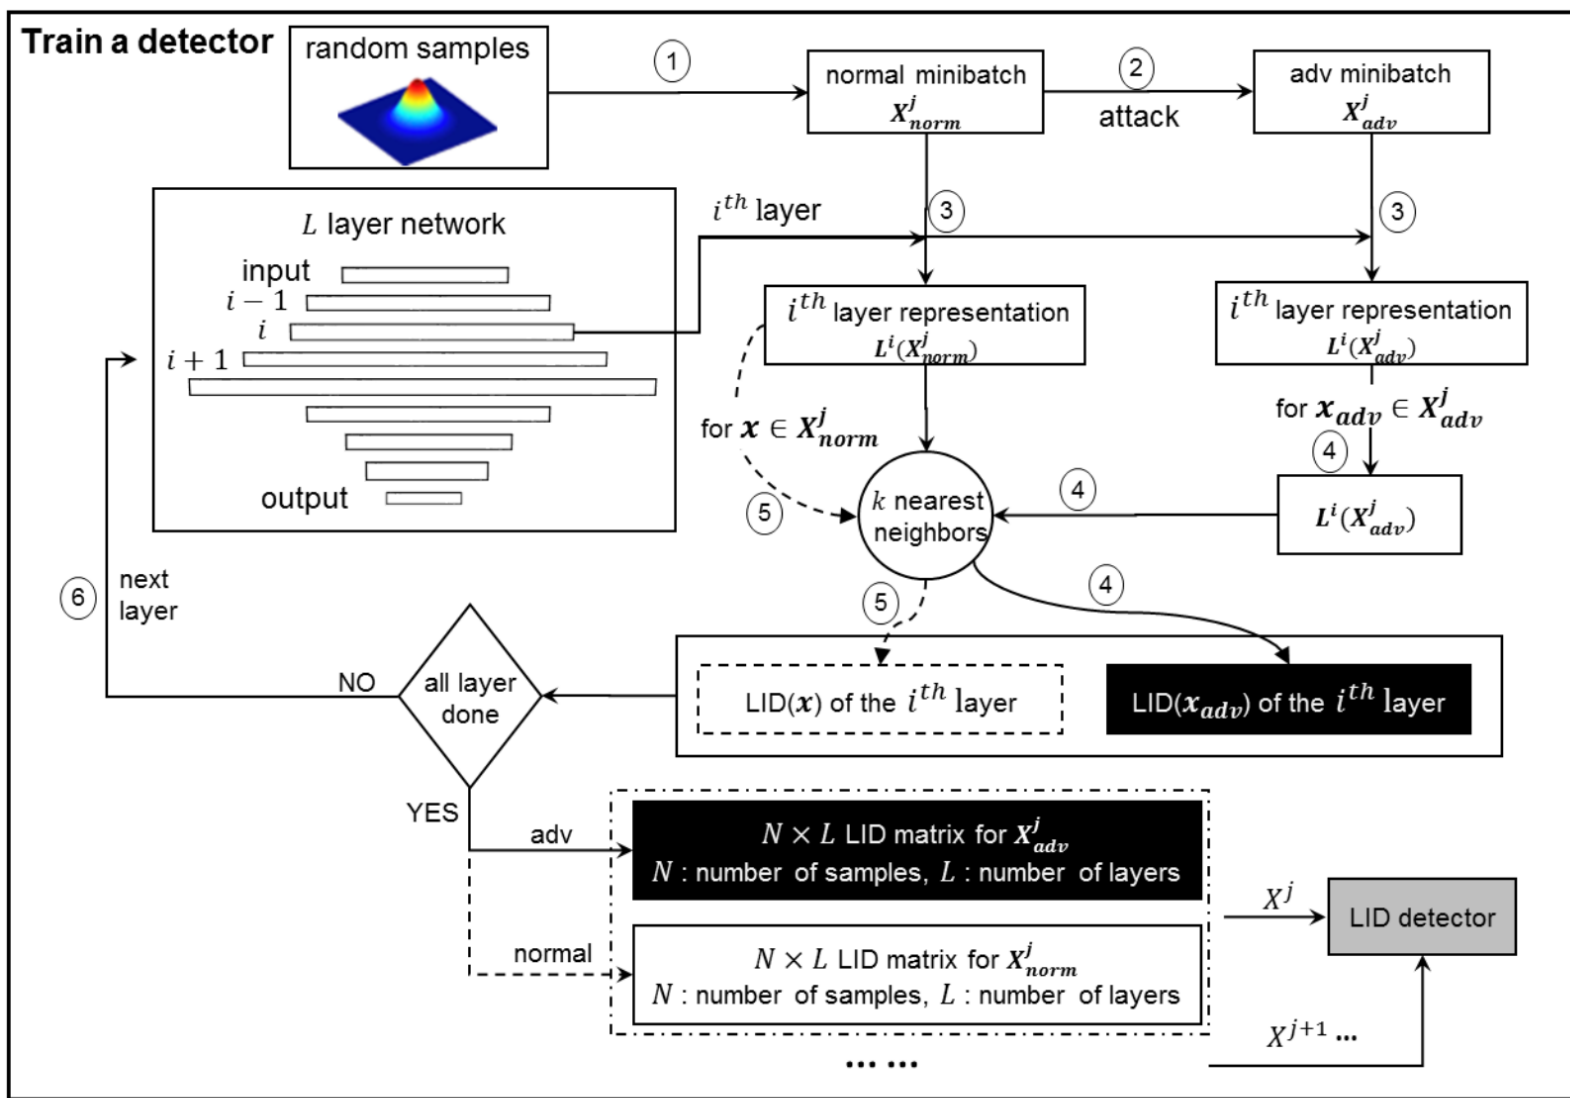 Train a detector
random samples
①
normal minibatch
X^j_norm
②
attack
adv minibatch
X^j_adv
L layer network
input
i − 1
i
i + 1
output
i^th layer
③
③
i^th layer representation
L^i(X^j_norm)
i^th layer representation
L^i(X^j_adv)
for x ∈ X^j_norm
for x_adv ∈ X^j_adv
④
⑤
k nearest
neighbors
④
L^i(X^j_adv)
⑤
④
⑥
next
layer
NO
all layer
done
LID(x) of the i^th layer
LID(x_adv) of the i^th layer
YES
adv
N × L LID matrix for X^j_adv
N : number of samples, L : number of layers
normal
N × L LID matrix for X^j_norm
N : number of samples, L : number of layers
X^j
LID detector
X^{j+1} ...
... ...